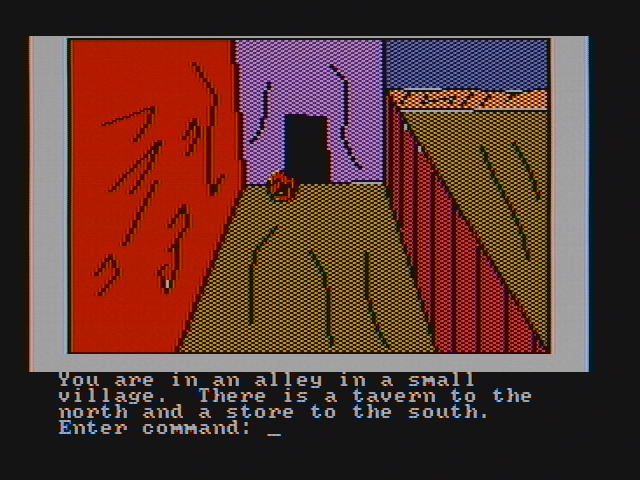 You are in an alley in a small
village.  There is a tavern to the
north and a store to the south.
Enter command: _